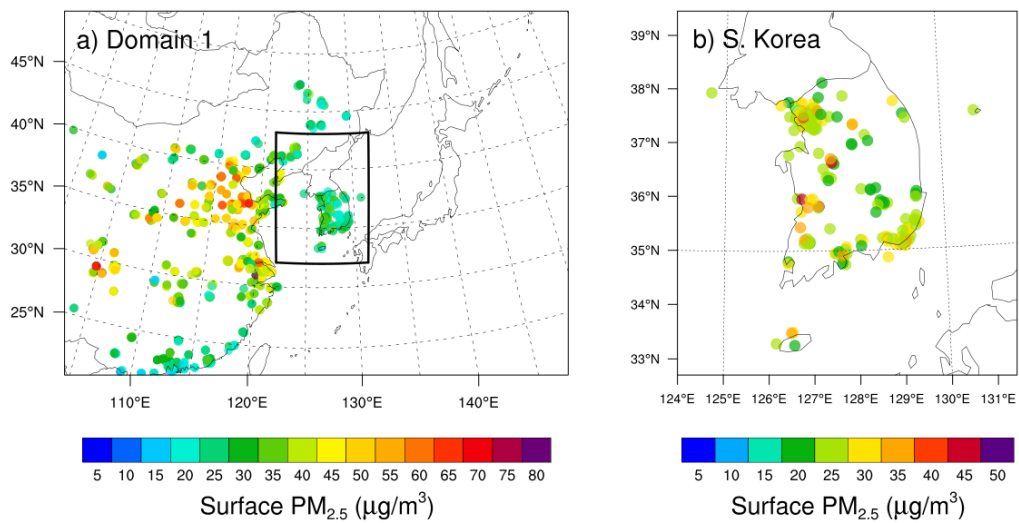 a) Domain 1
45°N
40°N
35°N
30°N
25°N
110°E 120°E 130°E 140°E
5 10 15 20 25 30 35 40 45 50 55 60 65 70 75 80
Surface PM2.5 (μg/m3)
b) S. Korea
39°N
38°N
37°N
36°N
35°N
34°N
33°N
124°E 125°E 126°E 127°E 128°E 129°E 130°E 131°E
5 10 15 20 25 30 35 40 45 50
Surface PM2.5 (μg/m3)